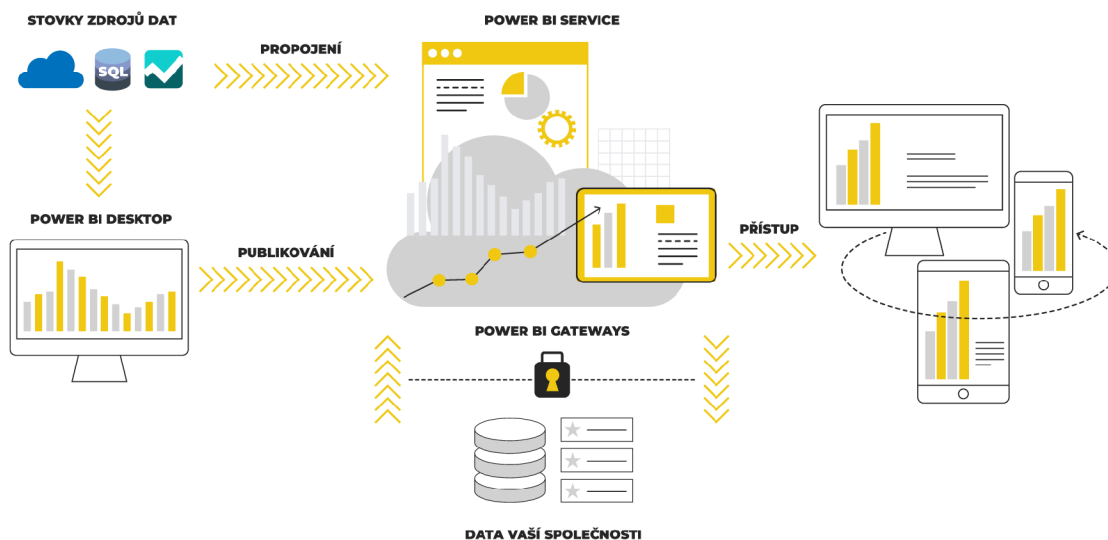 STOVKY ZDROJŮ DAT
POWER BI SERVICE
SQL
PROPOJENÍ
POWER BI DESKTOP
PUBLIKOVÁNÍ
PŘÍSTUP
POWER BI GATEWAYS
DATA VAŠÍ SPOLEČNOSTI